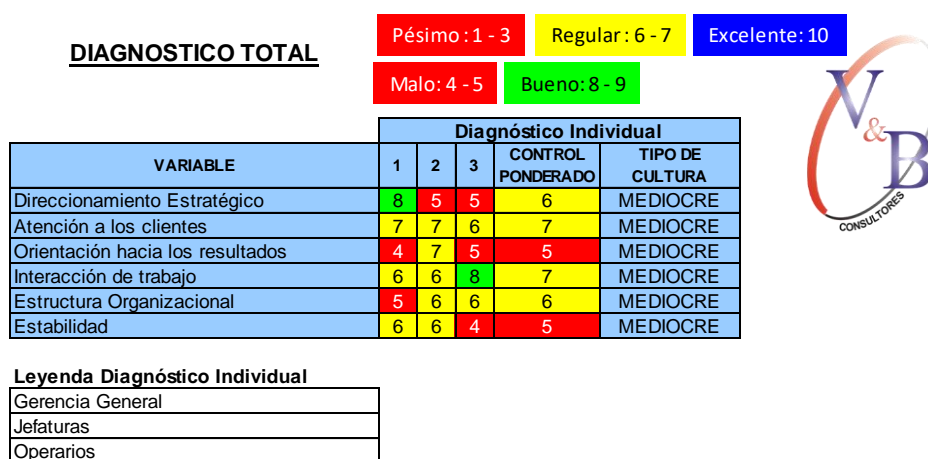 DIAGNOSTICO TOTAL
Pésimo : 1 - 3
Regular : 6 - 7
Excelente: 10
Malo: 4 - 5
Bueno: 8 - 9
V&B
CONSULTORES
Diagnóstico Individual
VARIABLE 1 2 3 CONTROL PONDERADO TIPO DE CULTURA
Direccionamiento Estratégico 8 5 5 6 MEDIOCRE
Atención a los clientes 7 7 6 7 MEDIOCRE
Orientación hacia los resultados 4 7 5 5 MEDIOCRE
Interacción de trabajo 6 6 8 7 MEDIOCRE
Estructura Organizacional 5 6 6 6 MEDIOCRE
Estabilidad 6 6 4 5 MEDIOCRE
Leyenda Diagnóstico Individual
Gerencia General
Jefaturas
Operarios